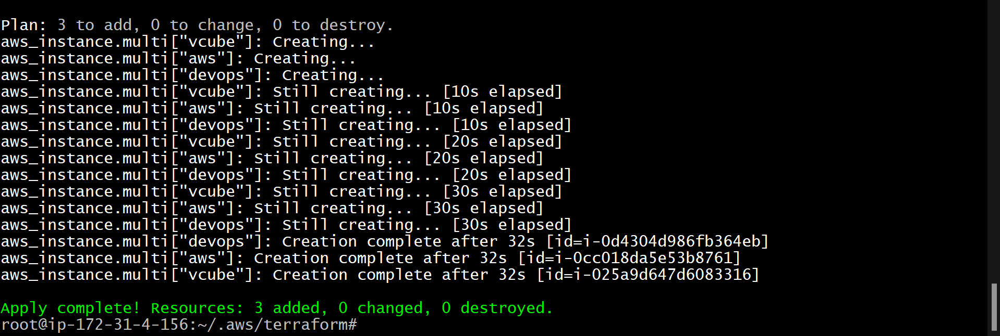 Plan: 3 to add, 0 to change, 0 to destroy.
aws_instance.multi["vcube"]: Creating...
aws_instance.multi["aws"]: Creating...
aws_instance.multi["devops"]: Creating...
aws_instance.multi["vcube"]: Still creating... [10s elapsed]
aws_instance.multi["aws"]: Still creating... [10s elapsed]
aws_instance.multi["devops"]: Still creating... [10s elapsed]
aws_instance.multi["vcube"]: Still creating... [20s elapsed]
aws_instance.multi["aws"]: Still creating... [20s elapsed]
aws_instance.multi["devops"]: Still creating... [20s elapsed]
aws_instance.multi["vcube"]: Still creating... [30s elapsed]
aws_instance.multi["aws"]: Still creating... [30s elapsed]
aws_instance.multi["devops"]: Still creating... [30s elapsed]
aws_instance.multi["devops"]: Creation complete after 32s [id=i-0d4304d986fb364eb]
aws_instance.multi["aws"]: Creation complete after 32s [id=i-0cc018da5e53b8761]
aws_instance.multi["vcube"]: Creation complete after 32s [id=i-025a9d647d6083316]
Apply complete! Resources: 3 added, 0 changed, 0 destroyed.
root@ip-172-31-4-156:~/.aws/terraform#